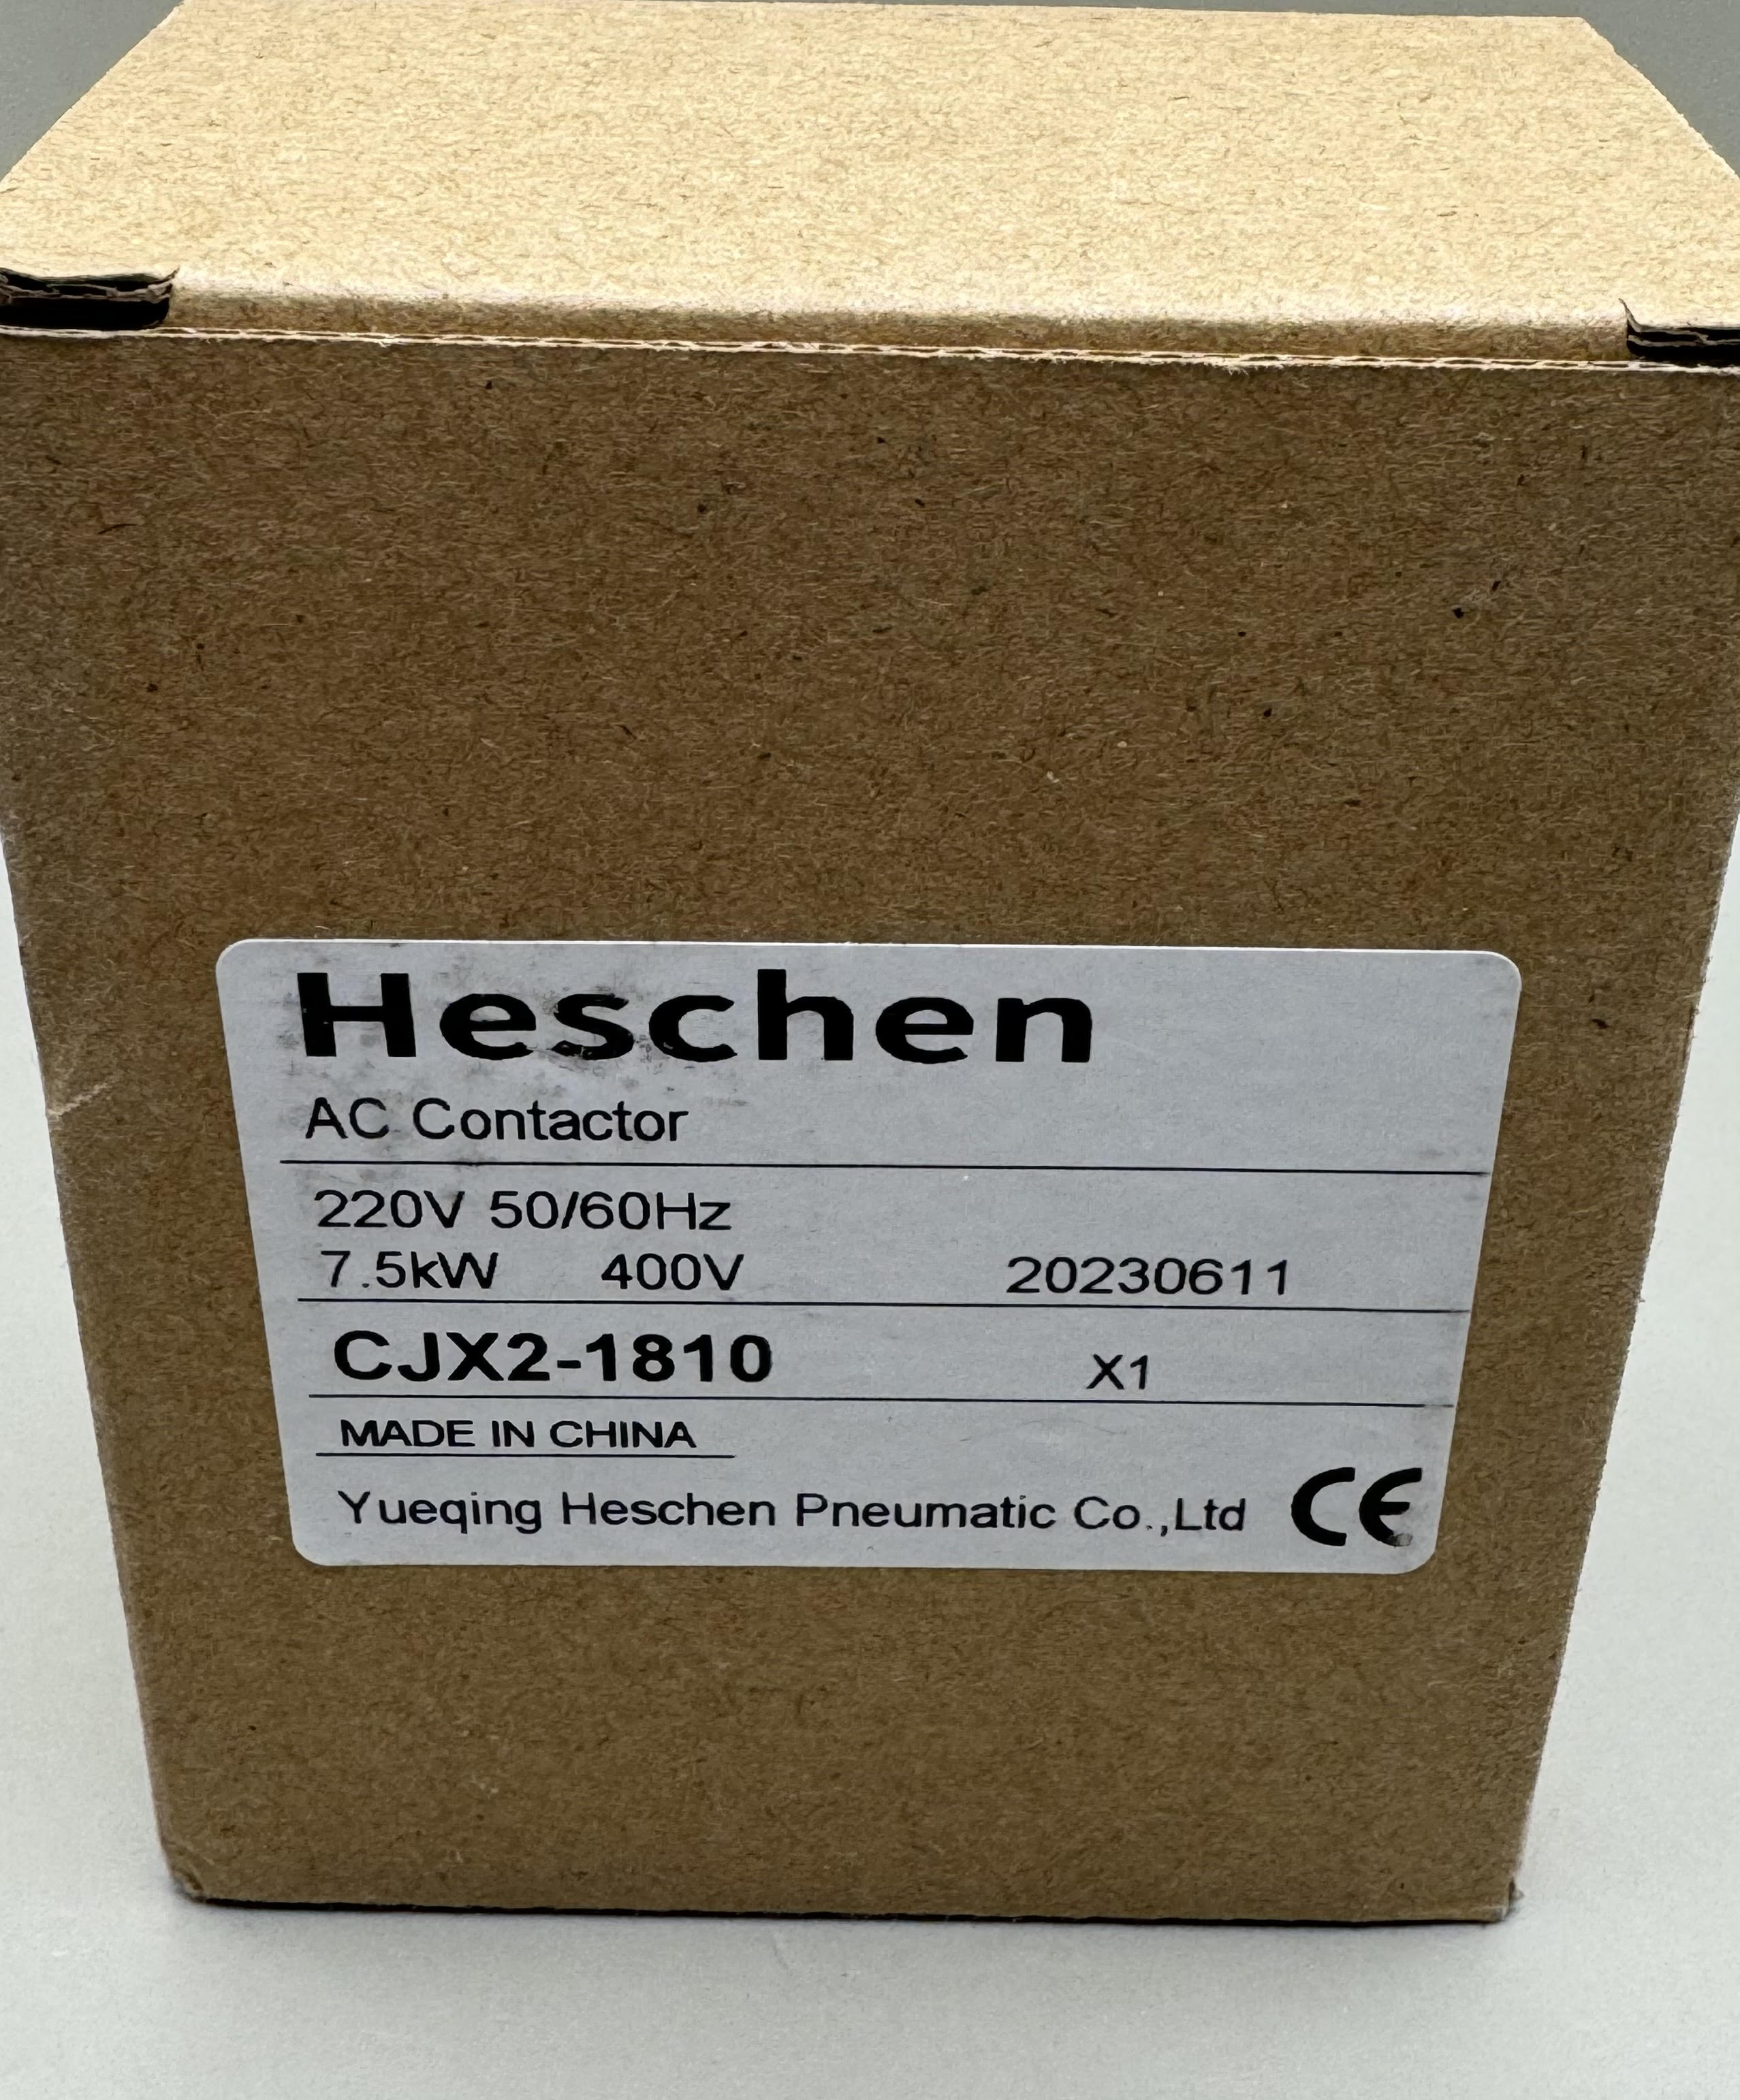 Heschen
AC Contactor
220V 50/60Hz
7.5kW 400V 20230611
CJX2-1810 X1
MADE IN CHINA
Yueqing Heschen Pneumatic Co.,Ltd CE